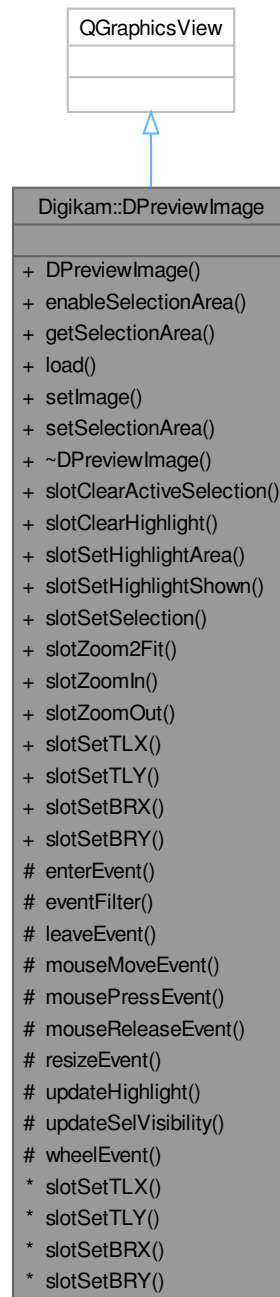 QGraphicsView
Digikam::DPreviewImage
+ DPreviewImage()
+ enableSelectionArea()
+ getSelectionArea()
+ load()
+ setImage()
+ setSelectionArea()
+ ~DPreviewImage()
+ slotClearActiveSelection()
+ slotClearHighlight()
+ slotSetHighlightArea()
+ slotSetHighlightShown()
+ slotSetSelection()
+ slotZoom2Fit()
+ slotZoomIn()
+ slotZoomOut()
+ slotSetTLX()
+ slotSetTLY()
+ slotSetBRX()
+ slotSetBRY()
# enterEvent()
# eventFilter()
# leaveEvent()
# mouseMoveEvent()
# mousePressEvent()
# mouseReleaseEvent()
# resizeEvent()
# updateHighlight()
# updateSelVisibility()
# wheelEvent()
* slotSetTLX()
* slotSetTLY()
* slotSetBRX()
* slotSetBRY()